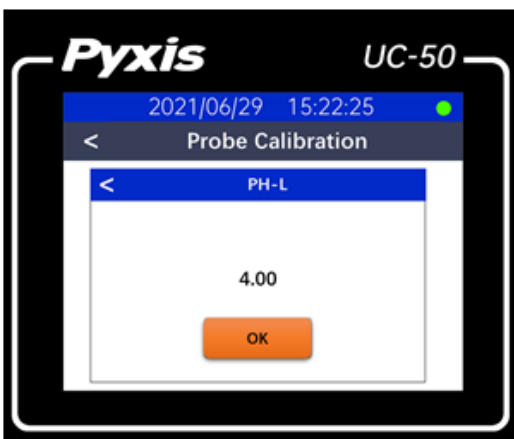 Pyxis UC-50
2021/06/29 15:22:25
< Probe Calibration
< PH-L
4.00
OK